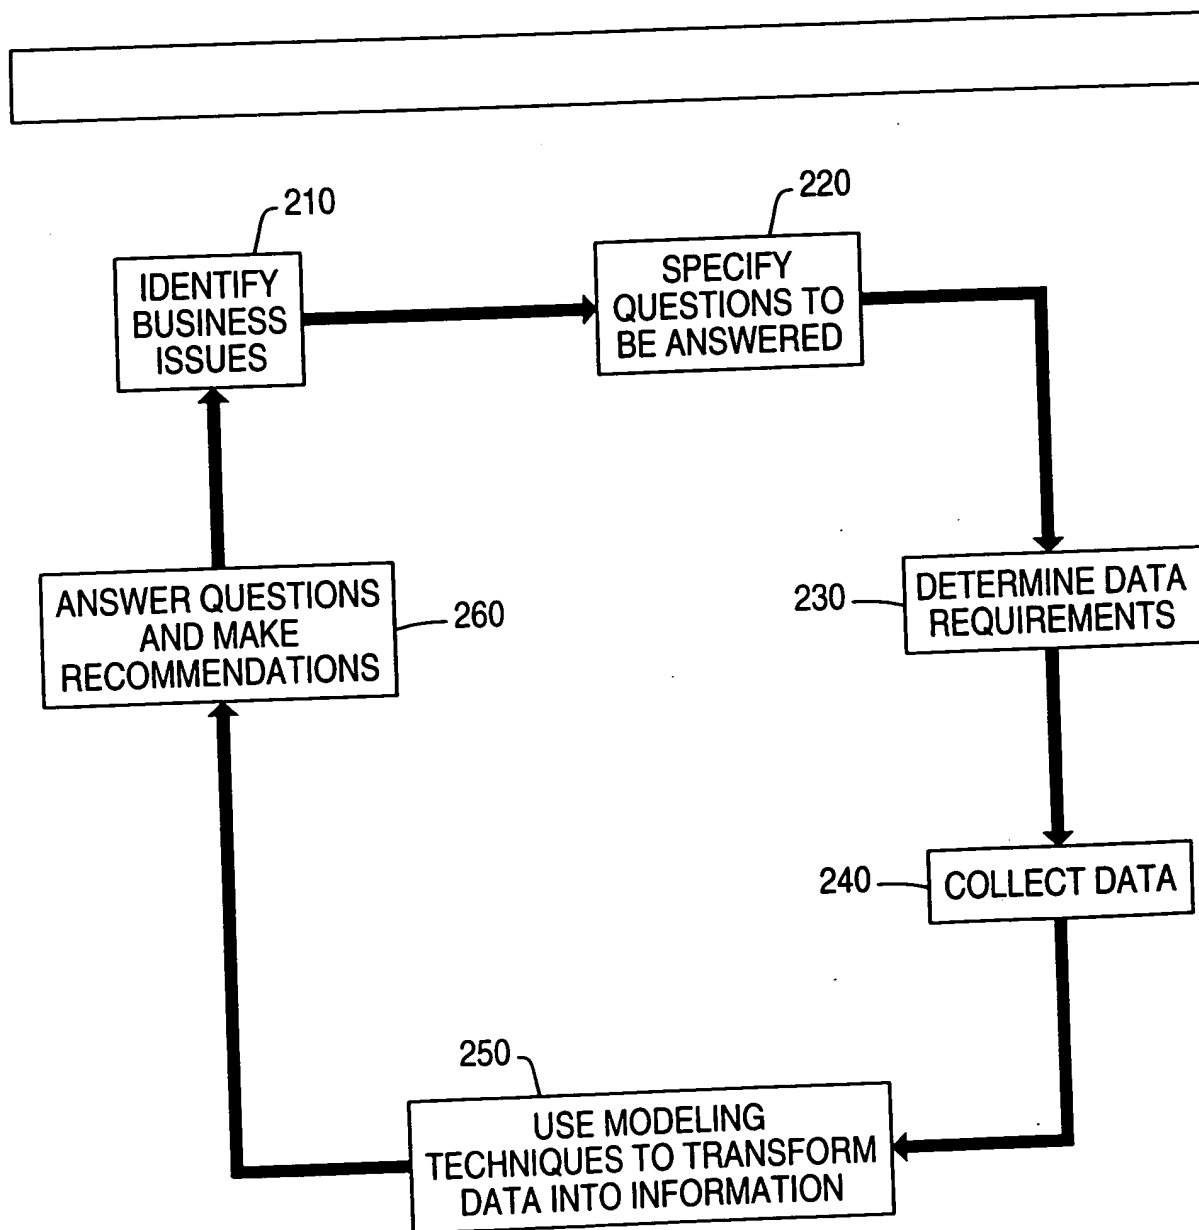 210
IDENTIFY
BUSINESS
ISSUES
220
SPECIFY
QUESTIONS TO
BE ANSWERED
230
DETERMINE DATA
REQUIREMENTS
240
COLLECT DATA
250
USE MODELING
TECHNIQUES TO TRANSFORM
DATA INTO INFORMATION
260
ANSWER QUESTIONS
AND MAKE
RECOMMENDATIONS